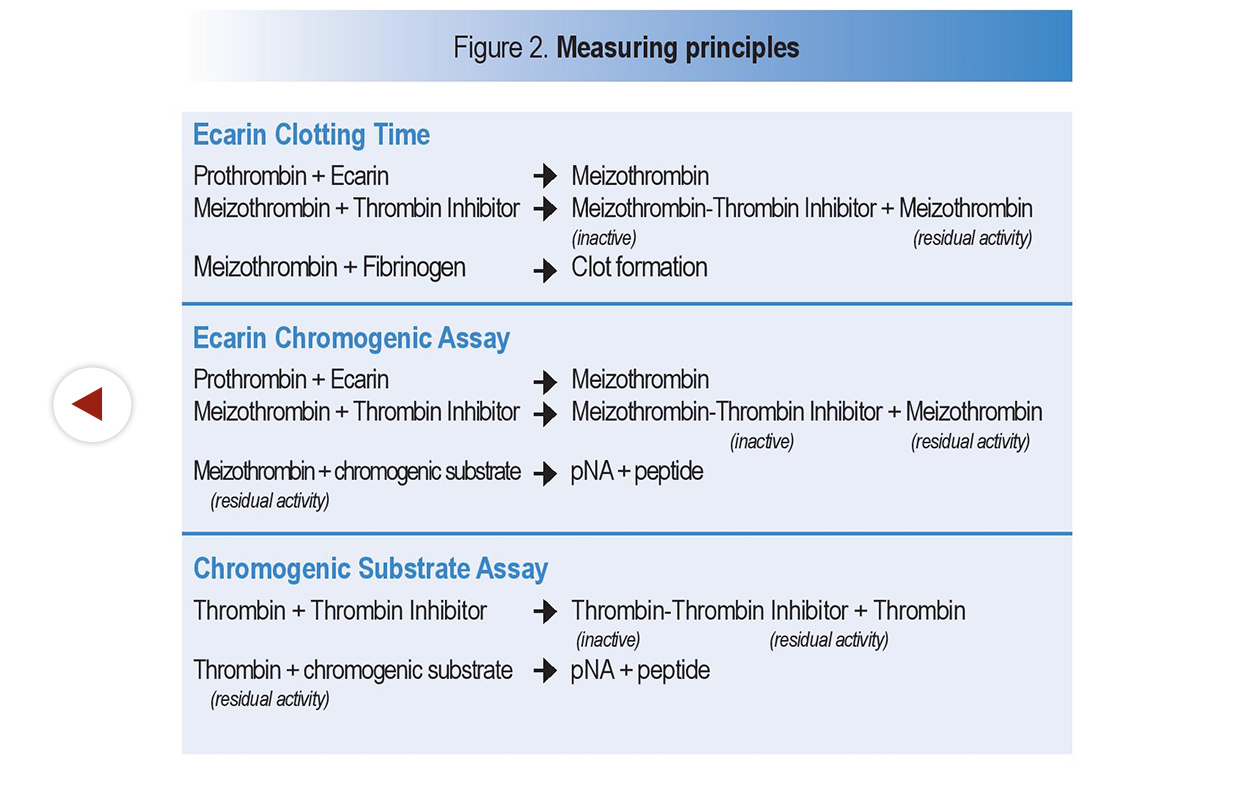 Figure 2. Measuring principles
Ecarin Clotting Time
Prothrombin + Ecarin → Meizothrombin
Meizothrombin + Thrombin Inhibitor → Meizothrombin-Thrombin Inhibitor + Meizothrombin
(inactive) (residual activity)
Meizothrombin + Fibrinogen → Clot formation
Ecarin Chromogenic Assay
Prothrombin + Ecarin → Meizothrombin
Meizothrombin + Thrombin Inhibitor → Meizothrombin-Thrombin Inhibitor + Meizothrombin
(inactive) (residual activity)
Meizothrombin + chromogenic substrate → pNA + peptide
(residual activity)
Chromogenic Substrate Assay
Thrombin + Thrombin Inhibitor → Thrombin-Thrombin Inhibitor + Thrombin
(inactive) (residual activity)
Thrombin + chromogenic substrate → pNA + peptide
(residual activity)